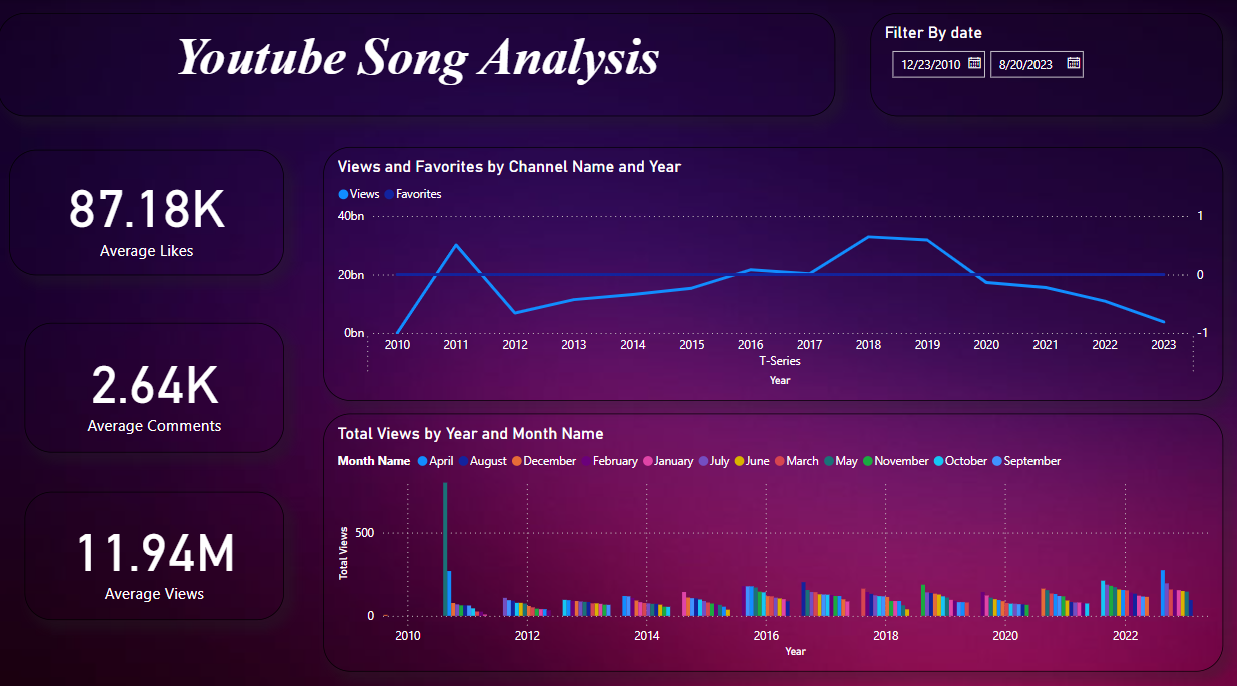 Youtube Song Analysis
Filter By date
12/23/2010 8/20/2023
87.18K
Average Likes
2.64K
Average Comments
11.94M
Average Views
Views and Favorites by Channel Name and Year
Views Favorites
40bn 1
20bn 0
0bn -1
2010 2011 2012 2013 2014 2015 2016 2017 2018 2019 2020 2021 2022 2023
T-Series
Year
Total Views by Year and Month Name
Month Name April August December February January July June March May November October September
Total Views
500
0
2010 2012 2014 2016 2018 2020 2022
Year